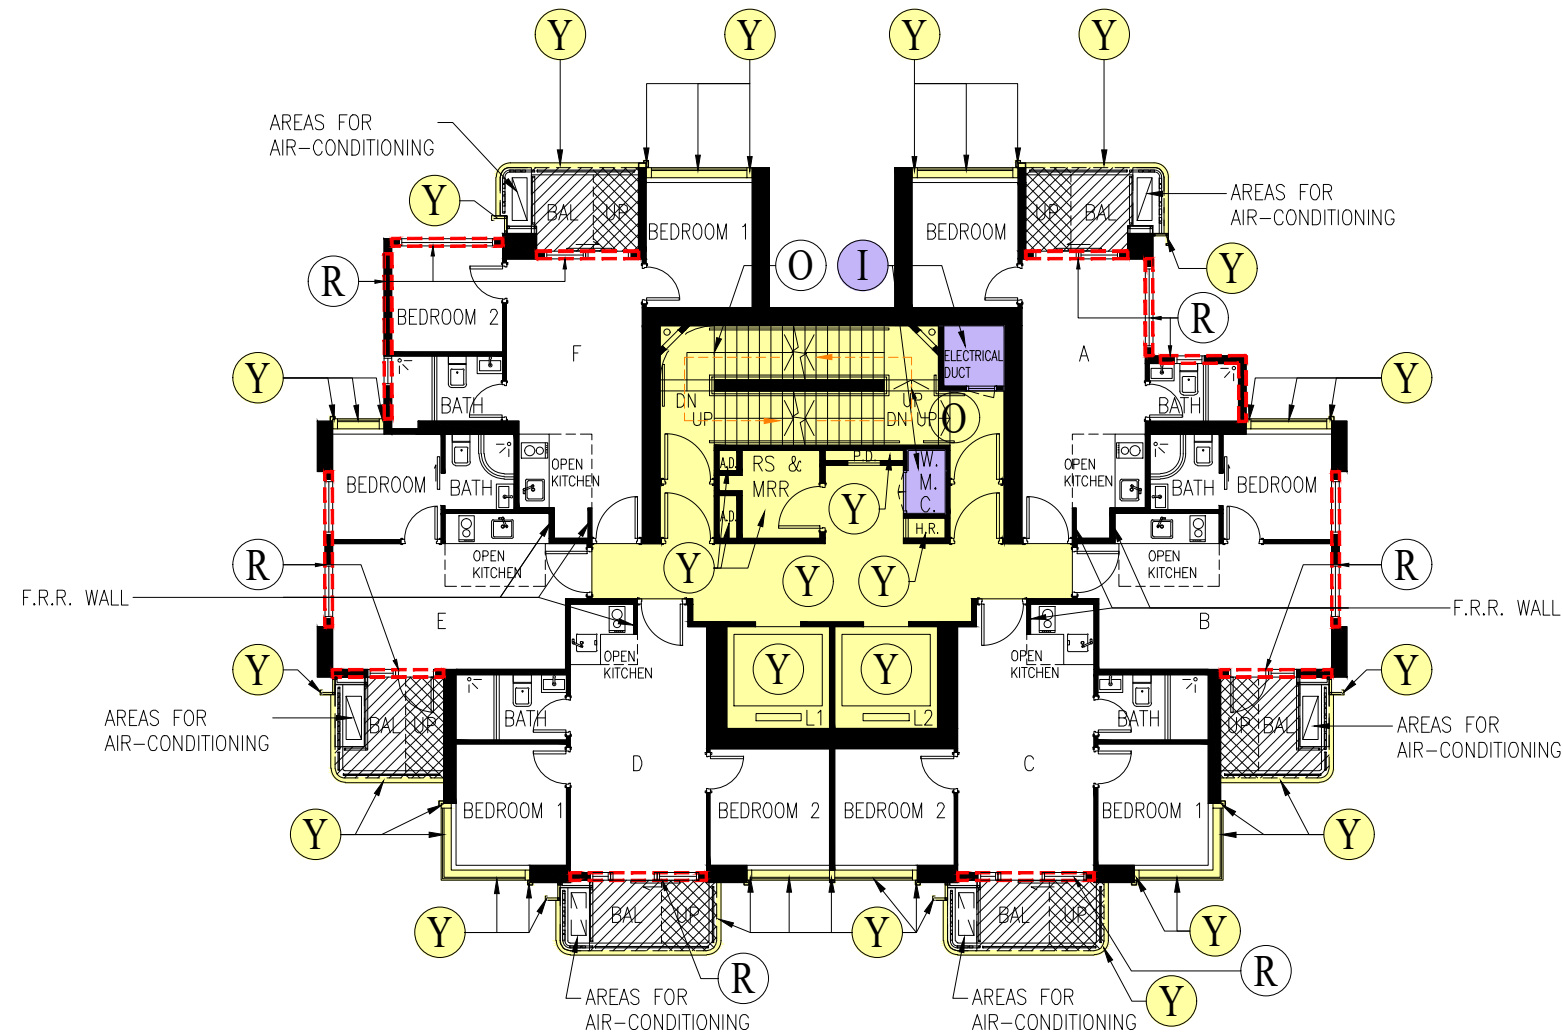 Y
Y
Y
Y
AREAS FOR
AIR-CONDITIONING
Y
BAL
UP
BEDROOM 1
BEDROOM
UP
BAL
AREAS FOR
AIR-CONDITIONING
R
O
I
Y
BEDROOM 2
R
F
A
ELECTRICAL
DUCT
Y
BATH
DN
UP
UP
DN
UP
O
BATH
Y
BEDROOM
BATH
OPEN
KITCHEN
A.D.
RS &
MRR
P.D.
W.
M.
C.
OPEN
KITCHEN
BATH
BEDROOM
A.D.
Y
H.R.
R
OPEN
KITCHEN
Y
Y
Y
OPEN
KITCHEN
R
F.R.R. WALL
E
B
F.R.R. WALL
Y
OPEN
KITCHEN
Y
Y
OPEN
KITCHEN
Y
AREAS FOR
AIR-CONDITIONING
BAL
UP
BATH
L1
L2
BATH
UP
BAL
AREAS FOR
AIR-CONDITIONING
D
C
Y
BEDROOM 1
BEDROOM 2
BEDROOM 2
BEDROOM 1
Y
Y
BAL
UP
Y
BAL
UP
Y
R
R
AREAS FOR
AIR-CONDITIONING
AREAS FOR
AIR-CONDITIONING
Y